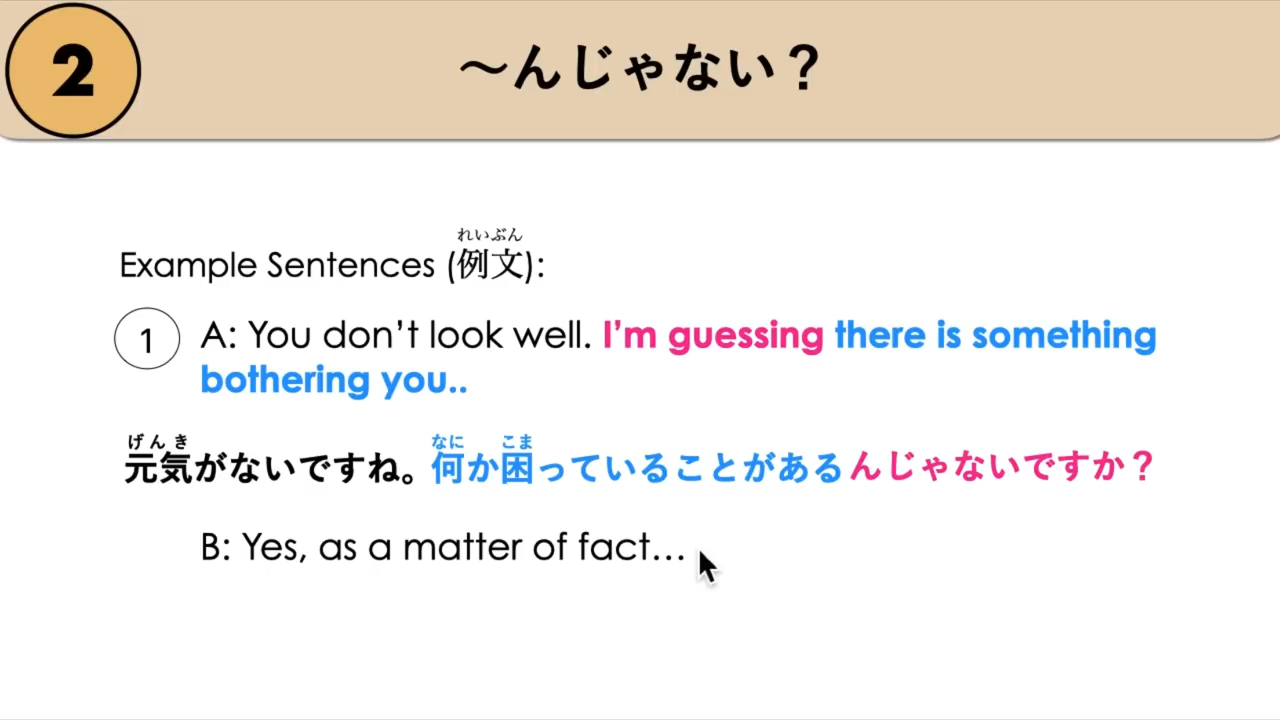 2
〜んじゃない？
れいぶん
Example Sentences (例文):
1
A: You don't look well. I'm guessing there is something
bothering you..
げんき なに こま
元気がないですね。何か困っていることがあるんじゃないですか？
B: Yes, as a matter of fact...